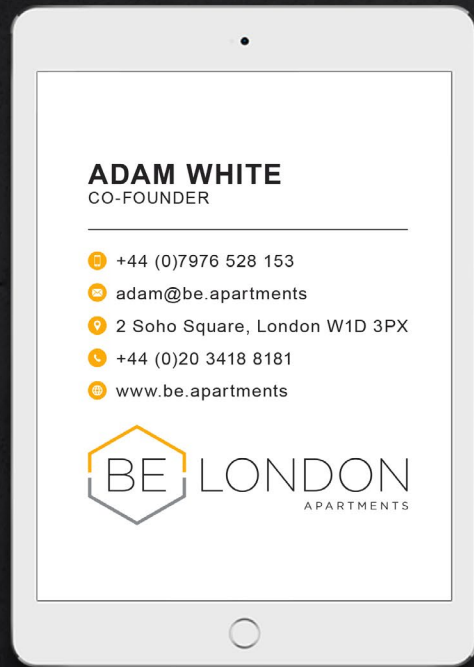 ADAM WHITE
CO-FOUNDER
+44 (0)7976 528 153
adam@be.apartments
2 Soho Square, London W1D 3PX
+44 (0)20 3418 8181
www.be.apartments
BE LONDON
APARTMENTS